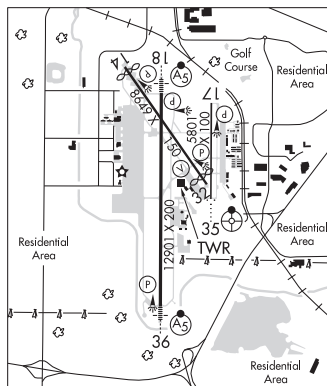 18
A5
Golf
Course
Residential
Area
P
P
17
P
8649 X 150
5801 X 100
12901 X 200
32
35
TWR
Residential
Area
Residential
Area
P
36
A5
Residential
Area